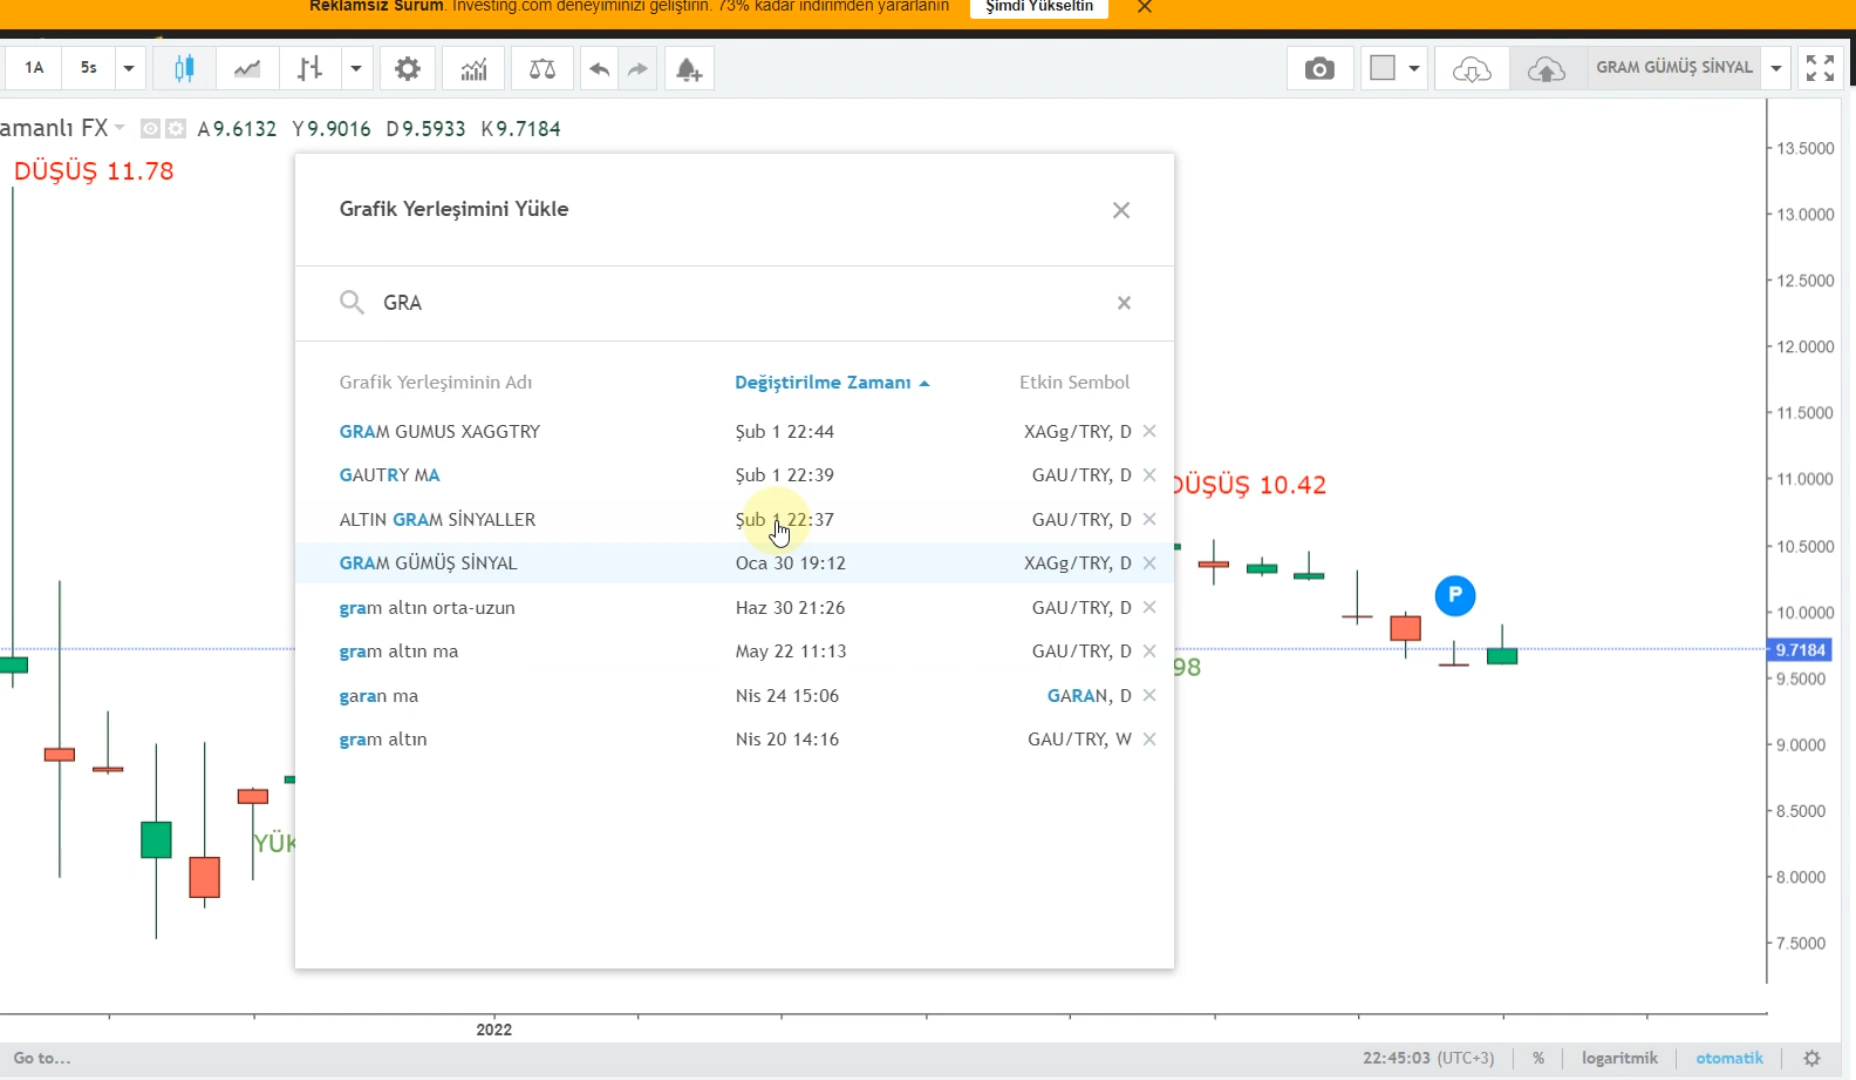 Reklamsız Sürüm. Investing.com deneyiminizi geliştirin. 73% kadar indirimden yararlanın Şimdi Yükseltin
1A 5s GRAM GÜMÜŞ SİNYAL
amanlı FX A9.6132 Y9.9016 D9.5933 K9.7184
DÜŞÜŞ 11.78
Grafik Yerleşimini Yükle
GRA
Grafik Yerleşiminin Adı Değiştirilme Zamanı Etkin Sembol
GRAM GUMUS XAGGTRY Şub 1 22:44 XAGg/TRY, D
GAUTRY MA Şub 1 22:39 GAU/TRY, D
ALTIN GRAM SİNYALLER Şub 1 22:37 GAU/TRY, D
GRAM GÜMÜŞ SİNYAL Oca 30 19:12 XAGg/TRY, D
gram altın orta-uzun Haz 30 21:26 GAU/TRY, D
gram altın ma May 22 11:13 GAU/TRY, D
garan ma Nis 24 15:06 GARAN, D
gram altın Nis 20 14:16 GAU/TRY, W
DÜŞÜŞ 10.42
P
98
YÜK
13.5000
13.0000
12.5000
12.0000
11.5000
11.0000
10.5000
10.0000
9.7184
9.5000
9.0000
8.5000
8.0000
7.5000
2022
Go to... 22:45:03 (UTC+3) % logaritmik otomatik